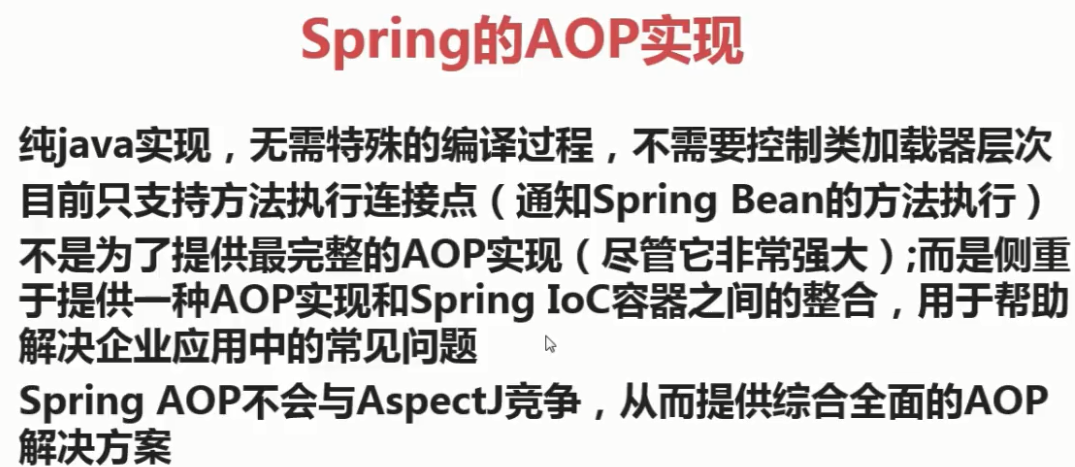 Spring的AOP实现
纯java实现，无需特殊的编译过程，不需要控制类加载器层次
目前只支持方法执行连接点（通知Spring Bean的方法执行）
不是为了提供最完整的AOP实现（尽管它非常强大）;而是侧重
于提供一种AOP实现和Spring IoC容器之间的整合，用于帮助
解决企业应用中的常见问题
Spring AOP不会与AspectJ竞争，从而提供综合全面的AOP
解决方案